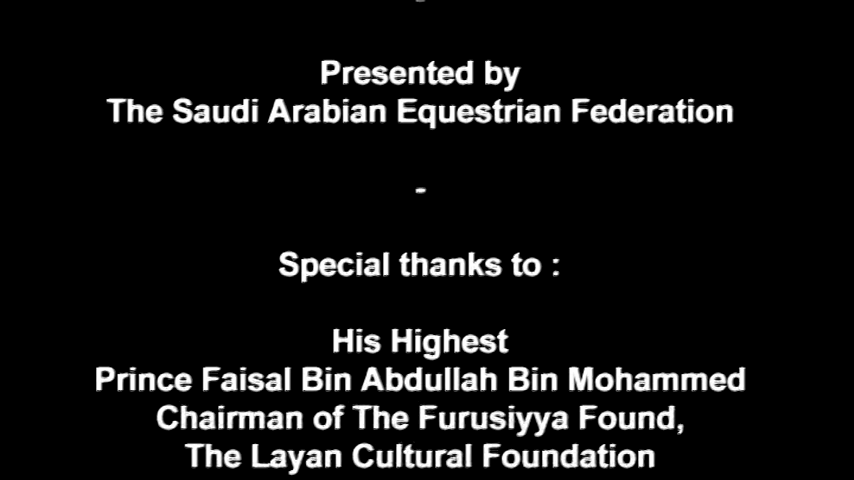 Presented by
The Saudi Arabian Equestrian Federation
-
Special thanks to :
His Highest
Prince Faisal Bin Abdullah Bin Mohammed
Chairman of The Furusiyya Found,
The Layan Cultural Foundation